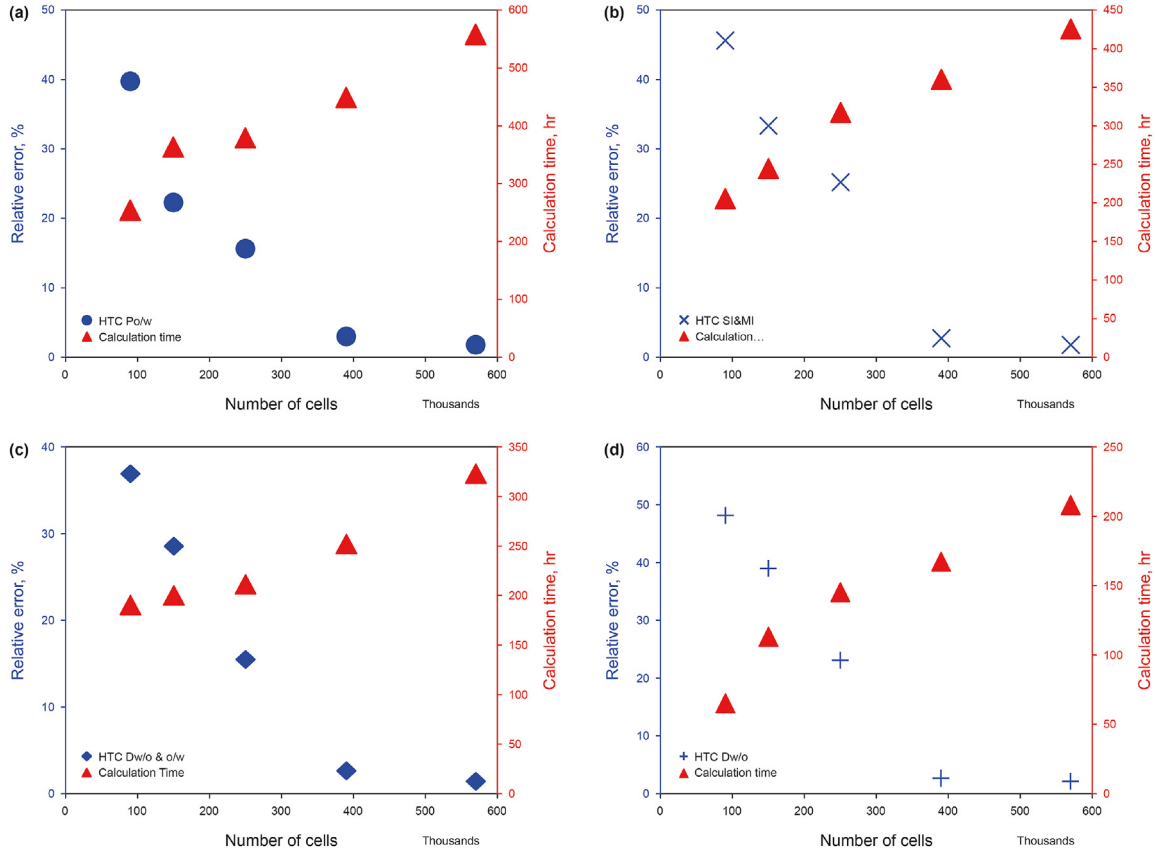 (a)
50
40
30
20
10
0
Relative error, %
600
500
400
300
200
100
0
Calculation time, hr
HTC Po/w
Calculation time
0 100 200 300 400 500 600
Number of cells
Thousands
(b)
50
40
30
20
10
0
Relative error, %
450
400
350
300
250
200
150
100
50
0
Calculation time, hr
HTC SI&MI
Calculation…
0 100 200 300 400 500 600
Number of cells
Thousands
(c)
40
30
20
10
0
Relative error, %
350
300
250
200
150
100
50
0
Calculation time, hr
HTC Dw/o & o/w
Calculation Time
0 100 200 300 400 500 600
Number of cells
Thousands
(d)
60
50
40
30
20
10
0
Relative error, %
250
200
150
100
50
0
Calculation time, hr
HTC Dw/o
Calculation time
0 100 200 300 400 500 600
Number of cells
Thousands